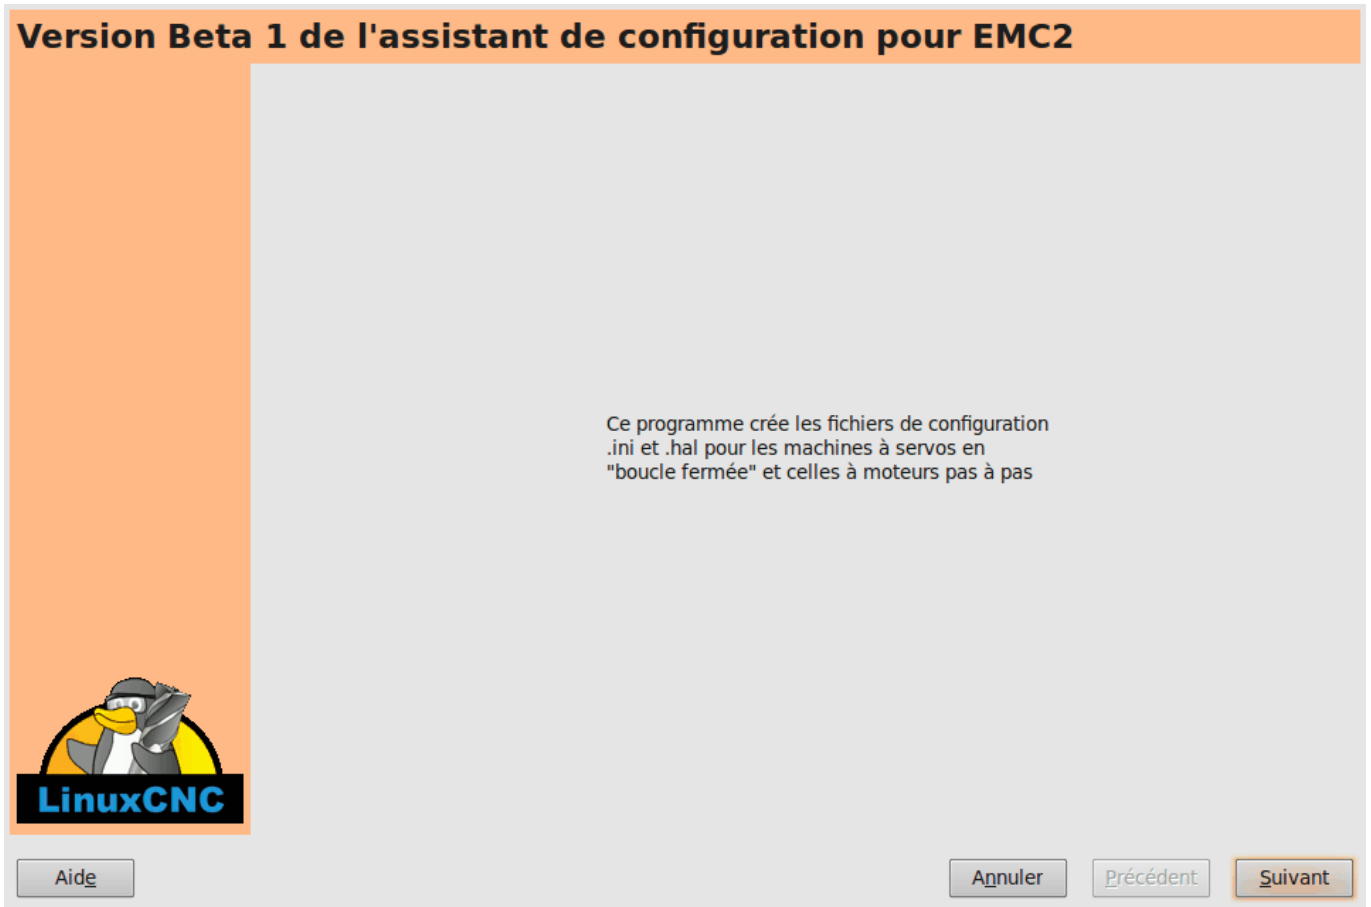 Version Beta 1 de l'assistant de configuration pour EMC2
Ce programme crée les fichiers de configuration
.ini et .hal pour les machines à servos en
"boucle fermée" et celles à moteurs pas à pas
LinuxCNC
Aide
Annuler
Précédent
Suivant